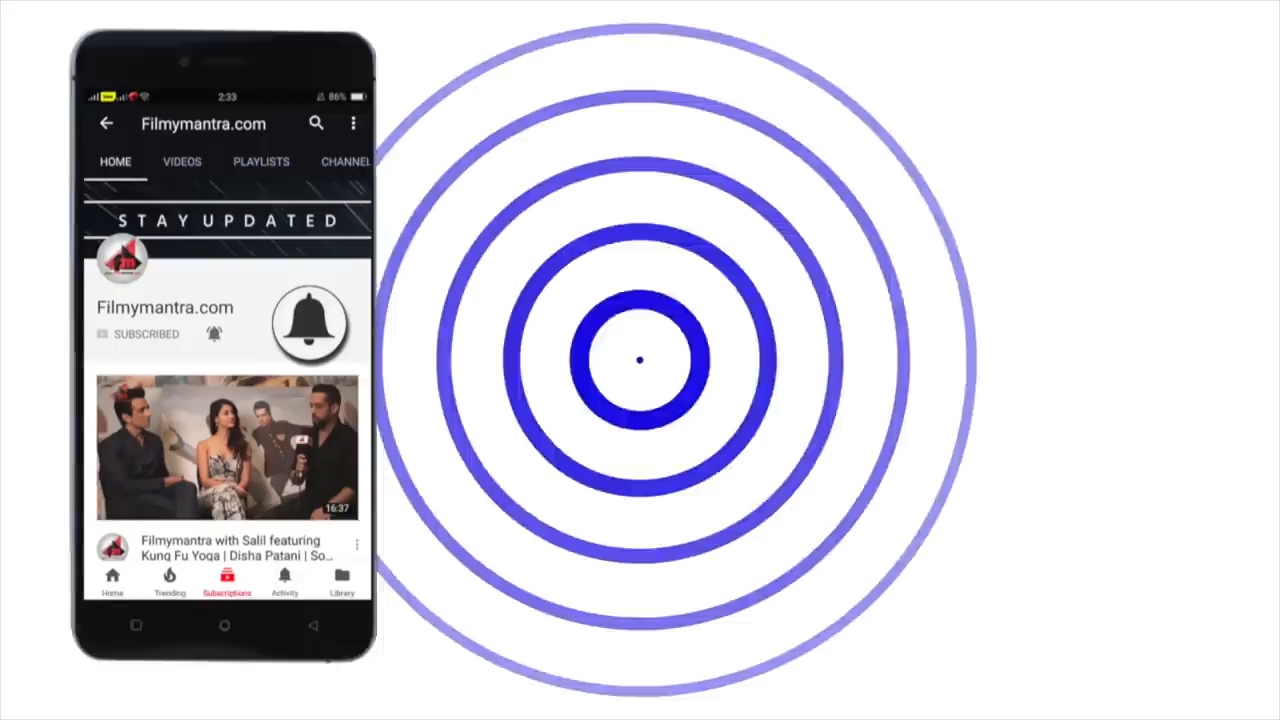 2:33
86%
Filmymantra.com
HOME VIDEOS PLAYLISTS CHANNEL
STAY UPDATED
Filmymantra.com
SUBSCRIBED
16:37
Filmymantra with Salil featuring
Kung Fu Yoga | Disha Patani | So...
Home Trending Subscriptions Activity Library